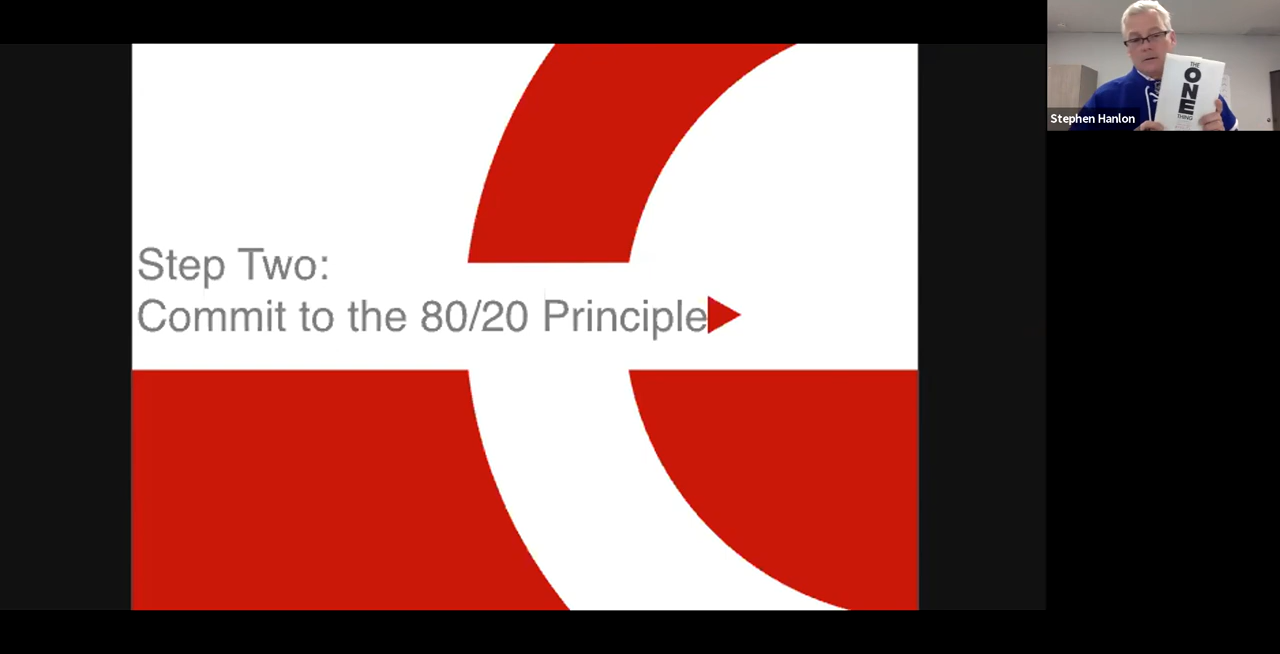 Step Two:
Commit to the 80/20 Principle
Stephen Hanlon
THE
ONE
THING